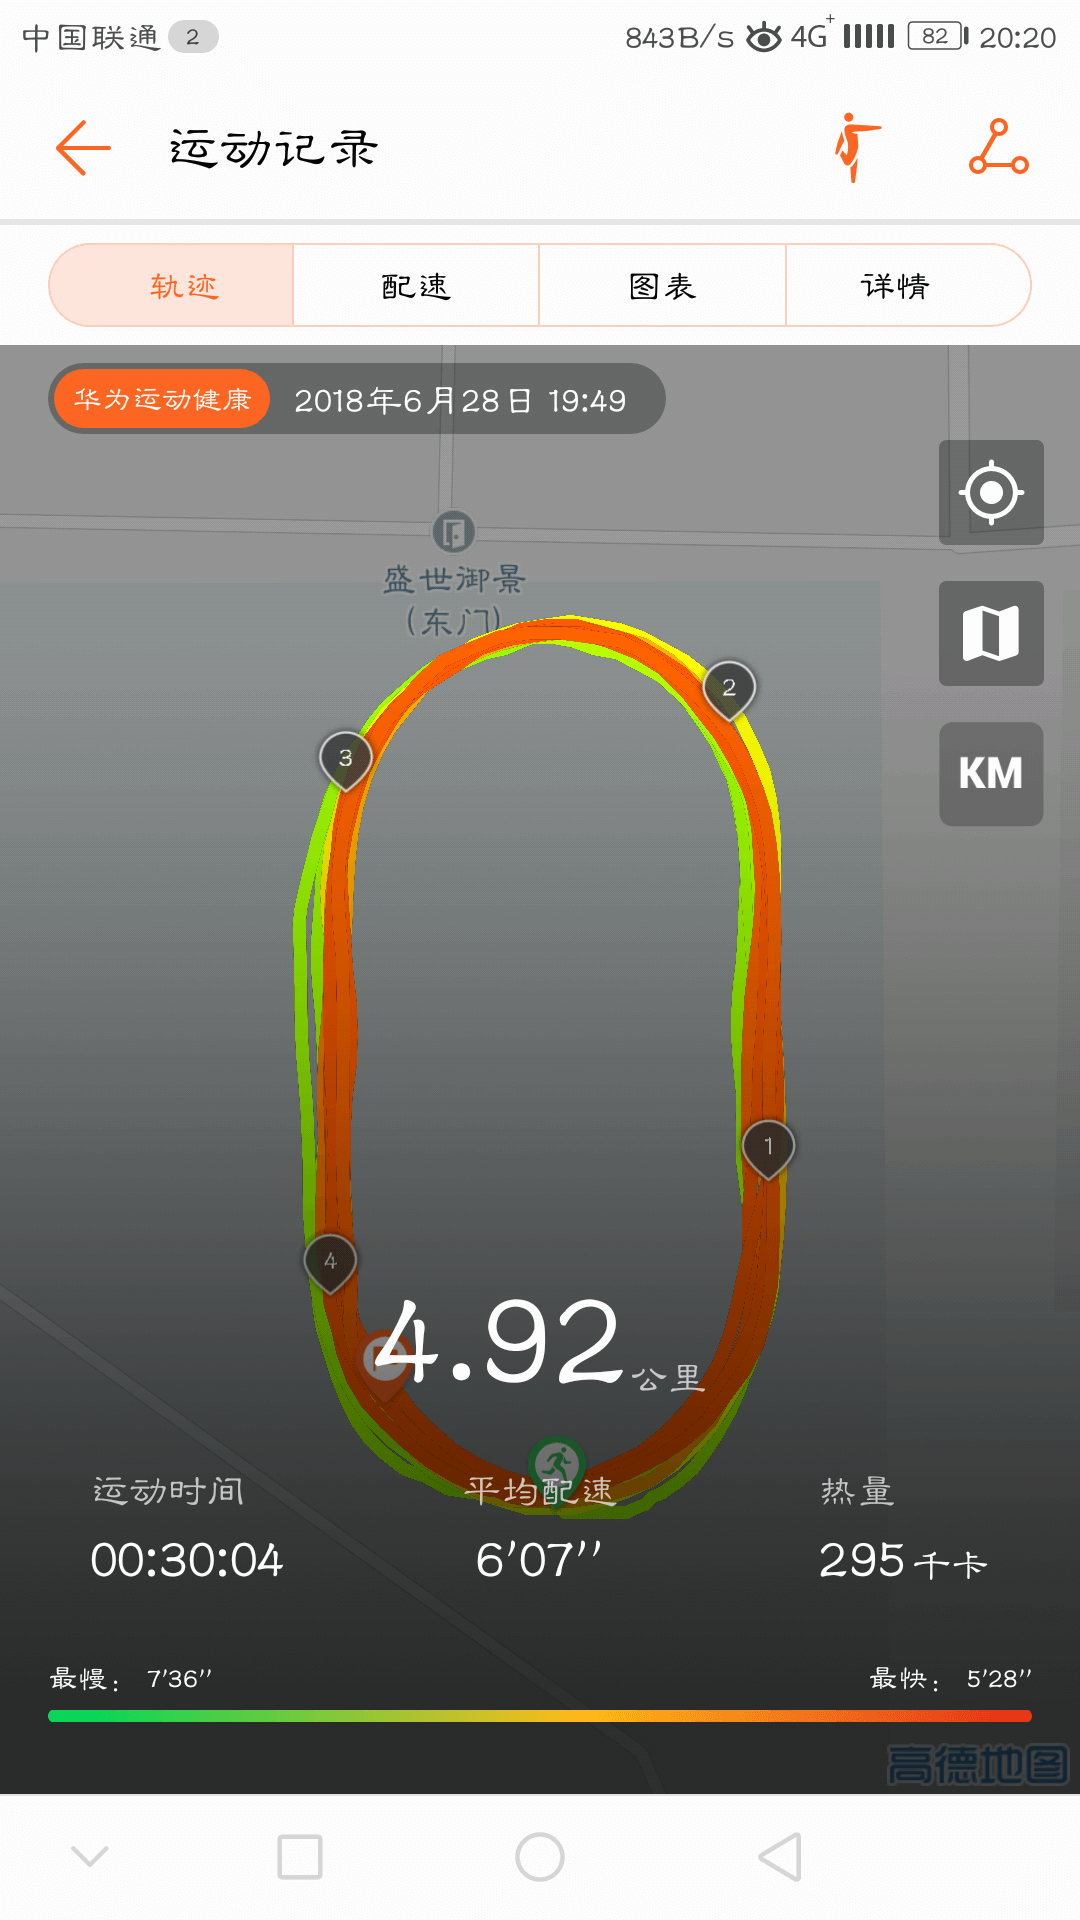 中国联通 2 843B/s 4G+ 82 20:20
运动记录
轨迹 配速 图表 详情
华为运动健康 2018年6月28日 19:49
盛世御景
(东门)
2
3
KM
1
4
4.92公里
运动时间 平均配速 热量
00:30:04 6'07'' 295千卡
最慢: 7'36'' 最快: 5'28''
高德地图